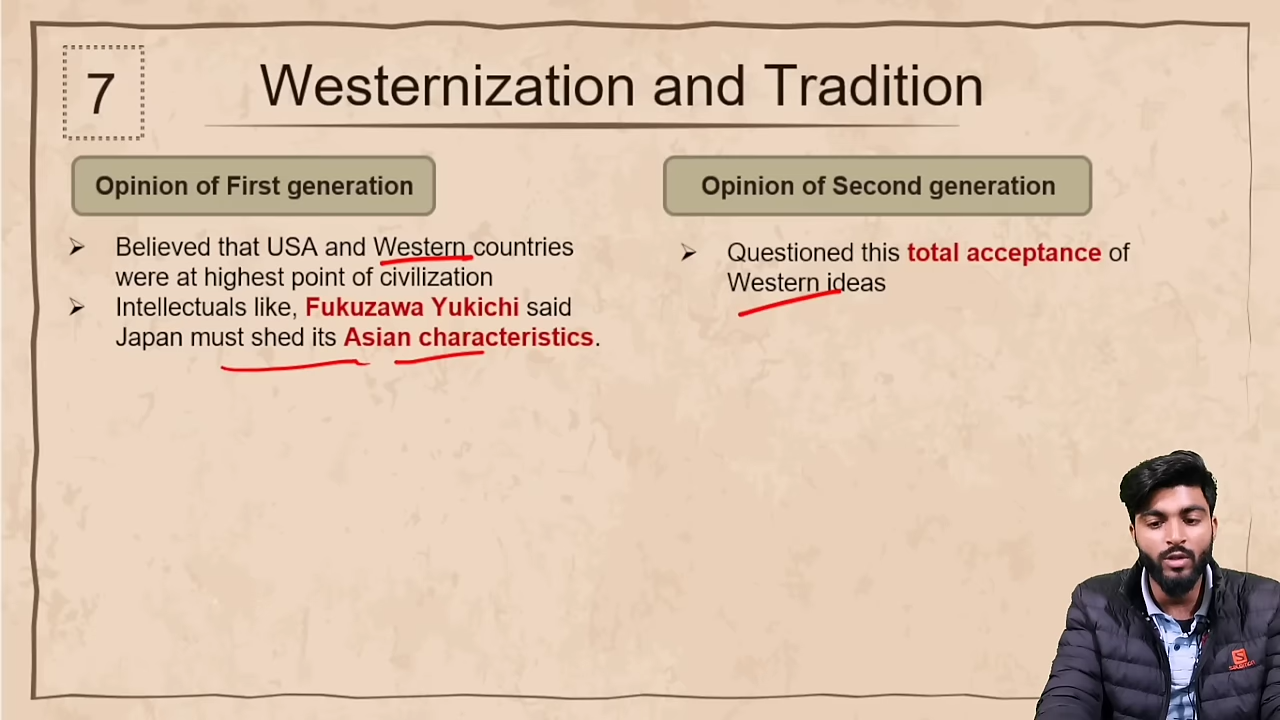 7
Westernization and Tradition
Opinion of First generation
Believed that USA and Western countries
were at highest point of civilization
Intellectuals like, Fukuzawa Yukichi said
Japan must shed its Asian characteristics.
Opinion of Second generation
Questioned this total acceptance of
Western ideas